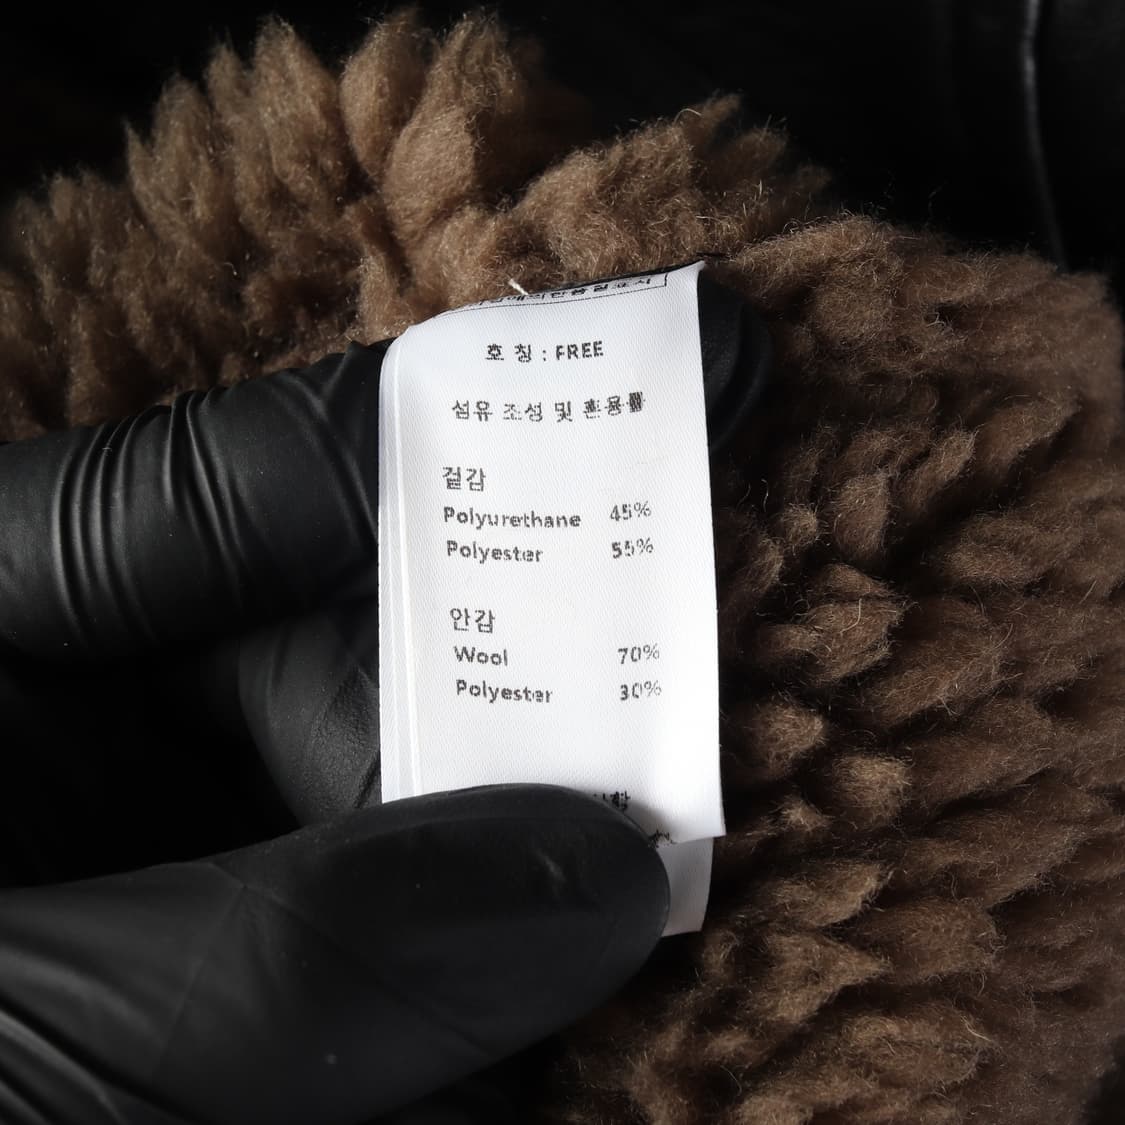 호 칭 : FREE
섬유 조성 및 혼용률
겉감
Polyurethane 45%
Polyester 55%
안감
Wool 70%
Polyester 30%